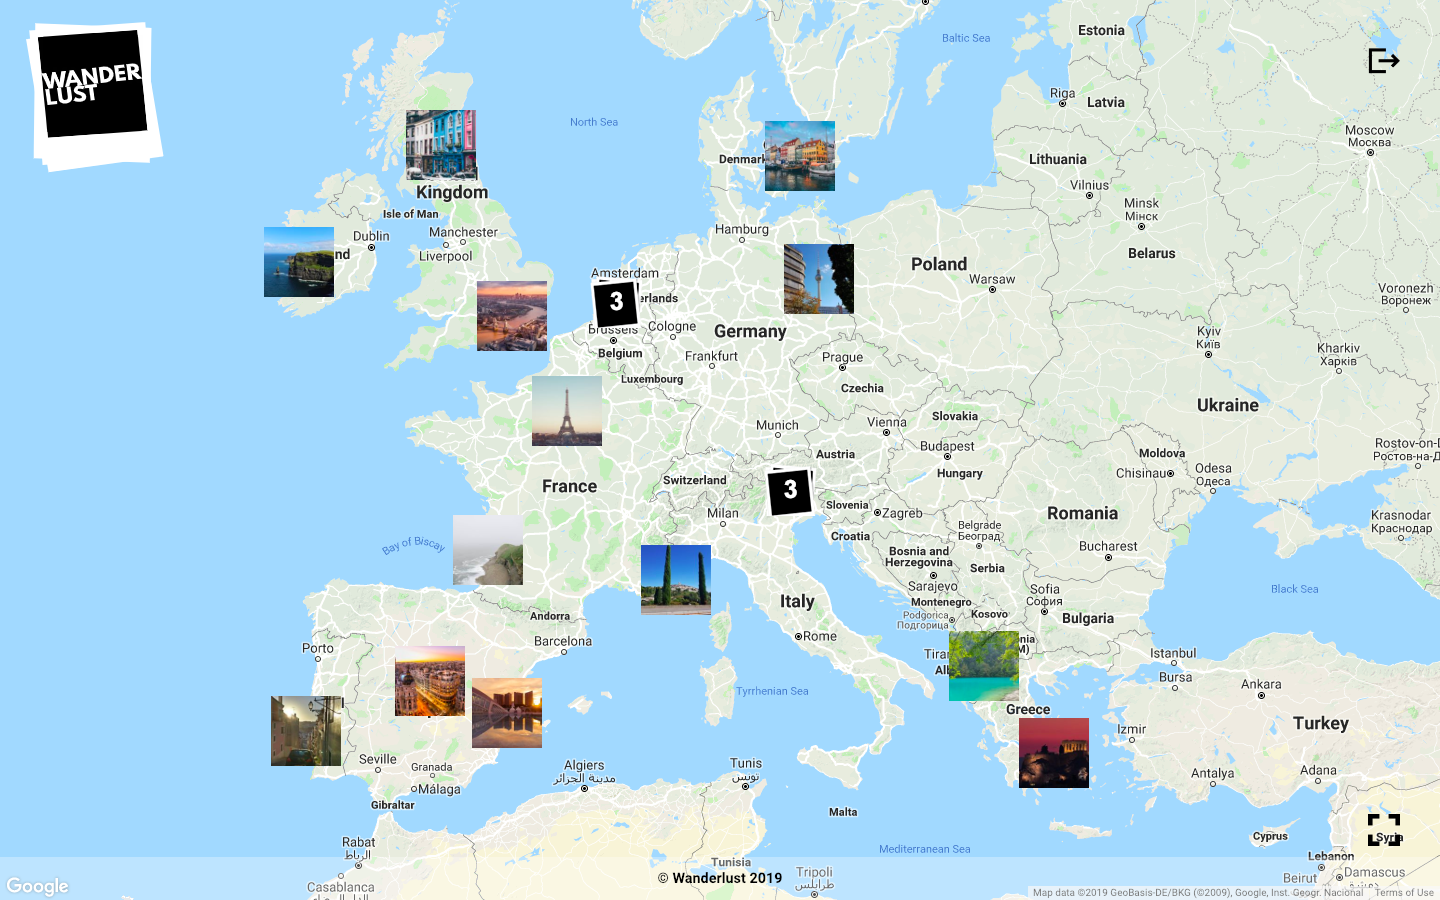 WANDER
LUST
Estonia
Baltic Sea
Riga
Latvia
North Sea
Moscow
Москва
Denmark
Lithuania
Vilnius
Kingdom
Minsk
Мінск
Isle of Man
Manchester
Dublin
Hamburg
nd
Liverpool
Belarus
Poland
Amsterdam
Warsaw
Voronezh
Воронеж
3
erlands
Brussels
Cologne
Germany
Kyiv
Київ
Kharkiv
Харків
Belgium
Frankfurt
Prague
Luxembourg
Czechia
Ukraine
Slovakia
Munich
Vienna
Budapest
Rostov-on-D
Ростов-на-Д
Austria
Moldova
Chisinau
Hungary
Odesa
Одеса
France
Switzerland
3
Slovenia
Zagreb
Milan
Romania
Krasnodar
Краснодар
Belgrade
Београд
Croatia
Bay of Biscay
Bosnia and
Herzegovina
Bucharest
Serbia
Sarajevo
Sofia
София
Black Sea
Italy
Montenegro
Andorra
Podgorica
Подгорица
Kosovo
Bulgaria
Barcelona
Rome
Porto
nia
M)
Tiran
Istanbul
Alb
Bursa
Ankara
Tyrrhenian Sea
Greece
Turkey
Izmir
Seville
Granada
Algiers
مدينة الجزائر
Tunis
تونس
Antalya
Adana
Málaga
Gibraltar
Malta
Cyprus
Syria
Rabat
الرباط
Mediterranean Sea
Lebanon
Tunisia
Tripoli
طرابلس
© Wanderlust 2019
Beirut
Damascus
دمشق
Casablanca
Google
Map data ©2019 GeoBasis-DE/BKG (©2009), Google, Inst. Geogr. Nacional
Terms of Use